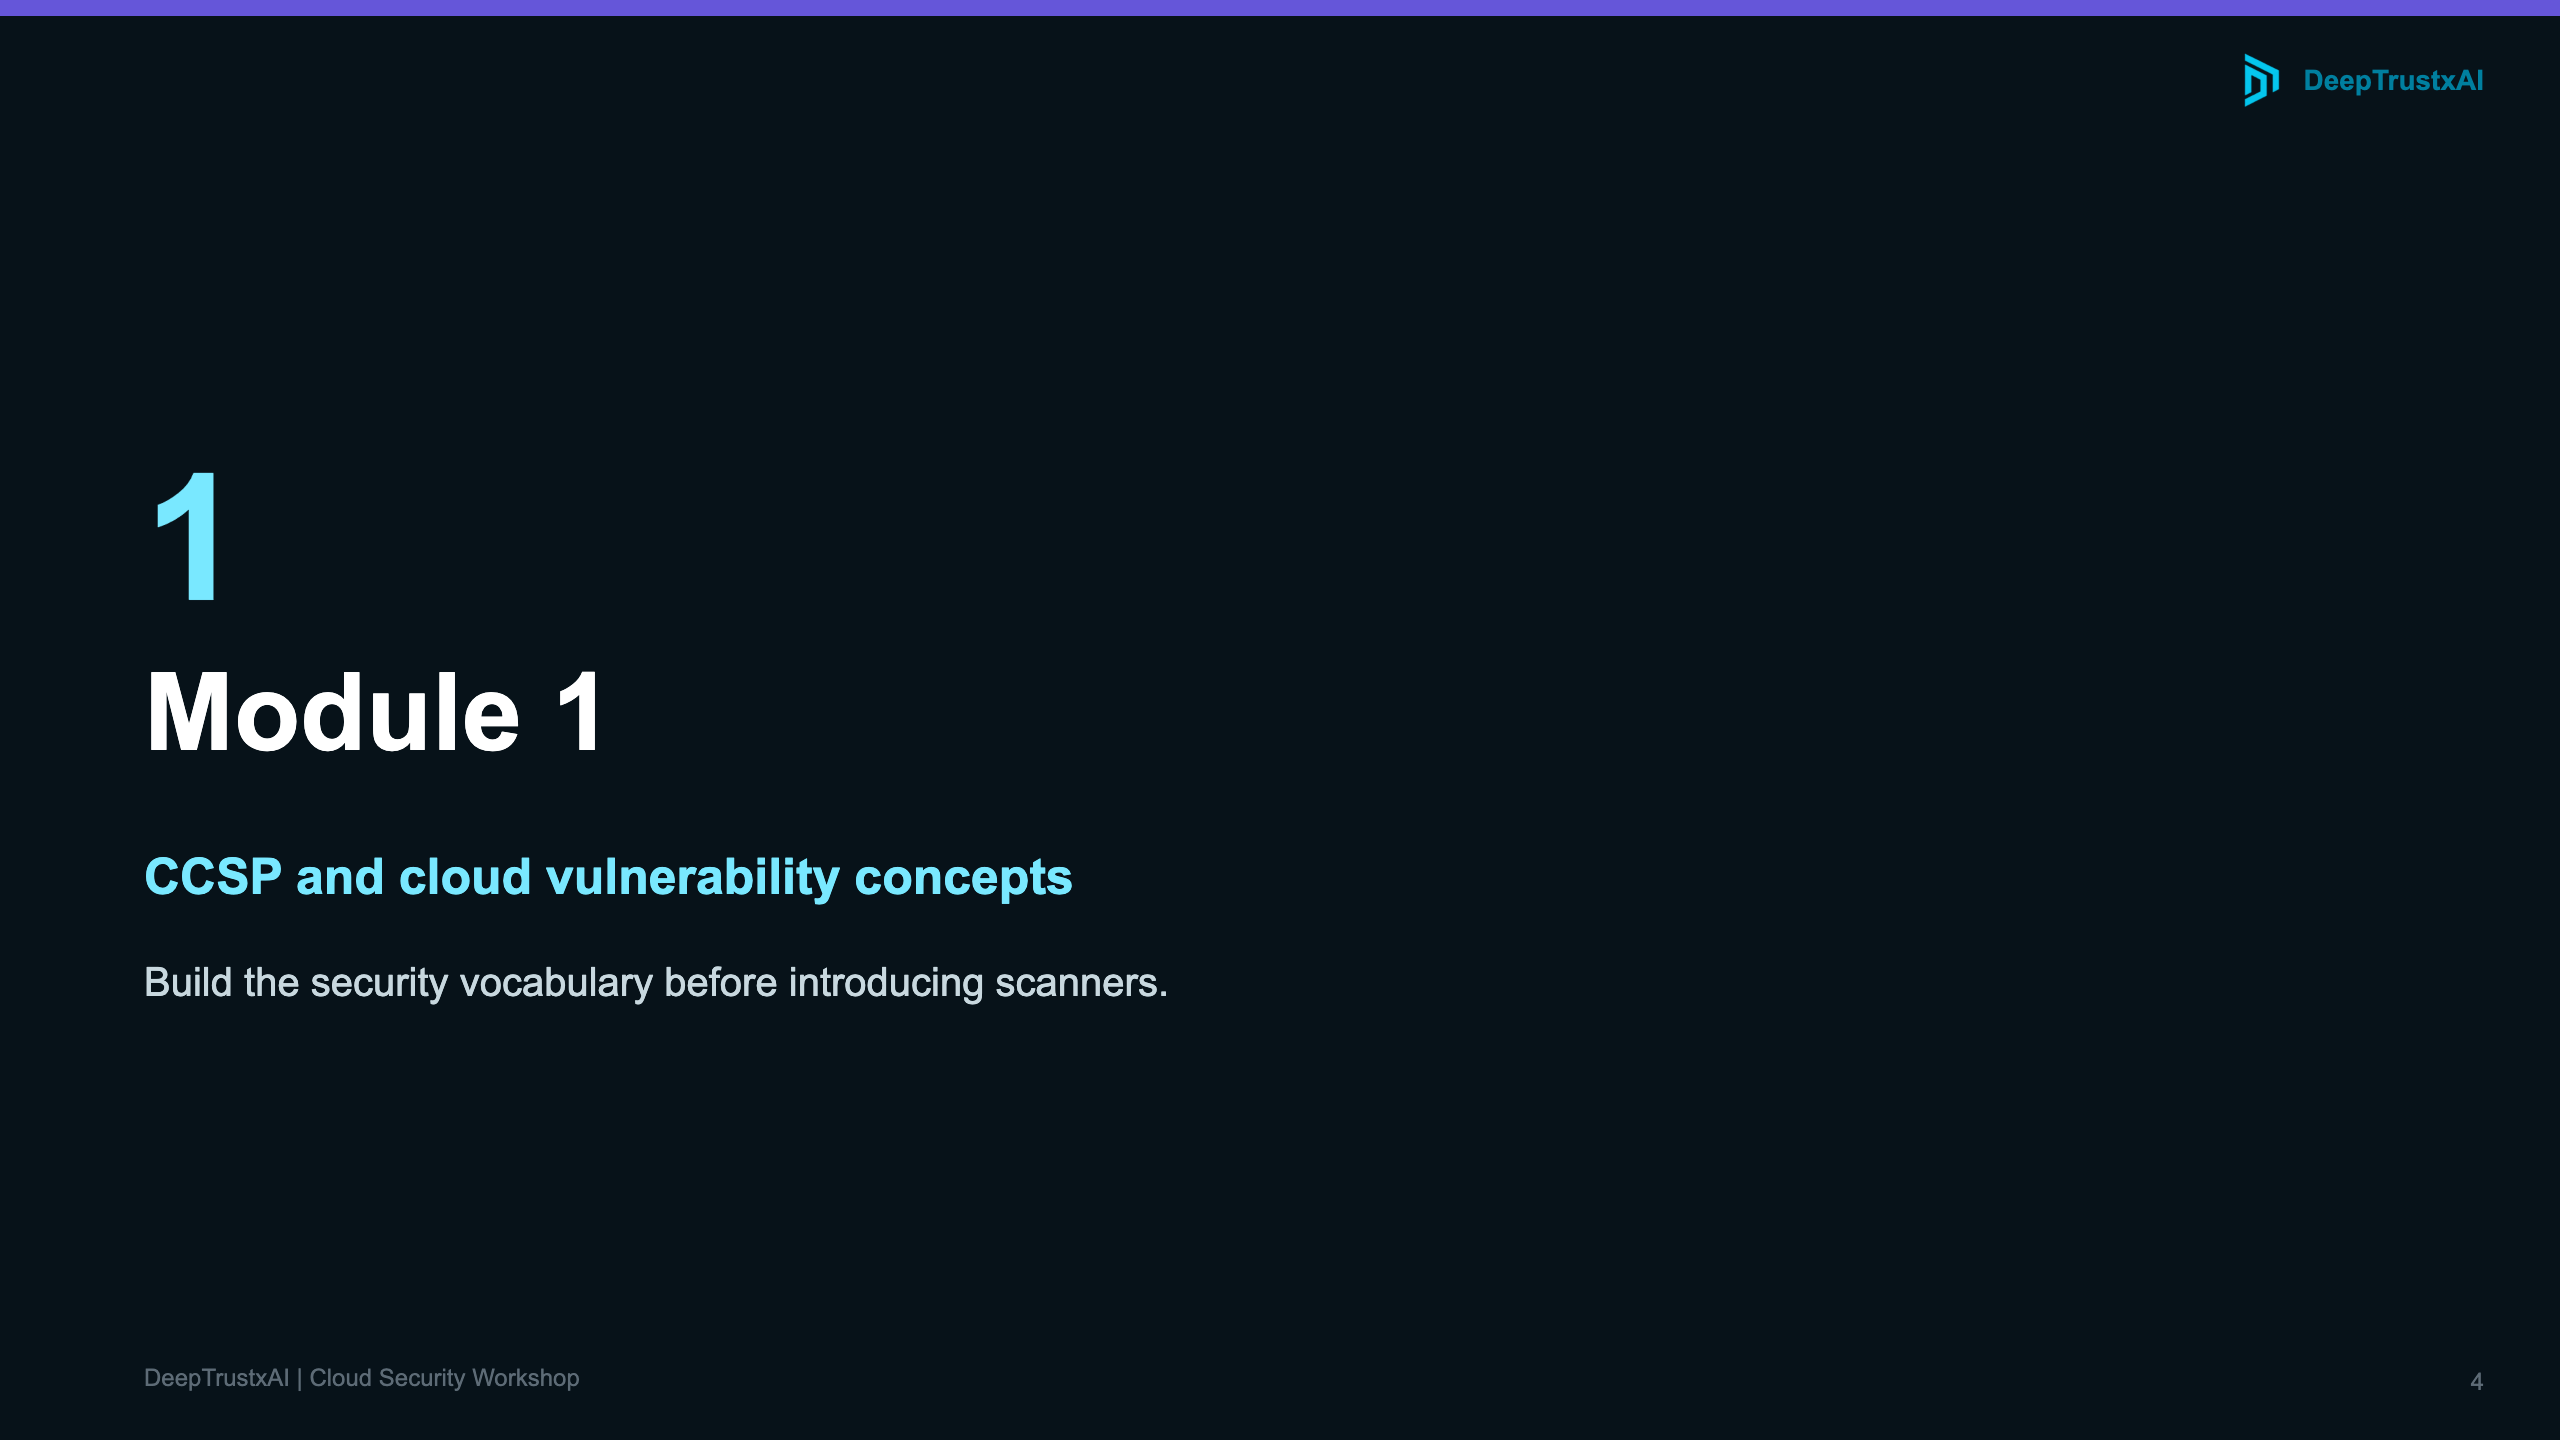 DeepTrustxAI
1
Module 1
CCSP and cloud vulnerability concepts
Build the security vocabulary before introducing scanners.
DeepTrustxAI | Cloud Security Workshop
4